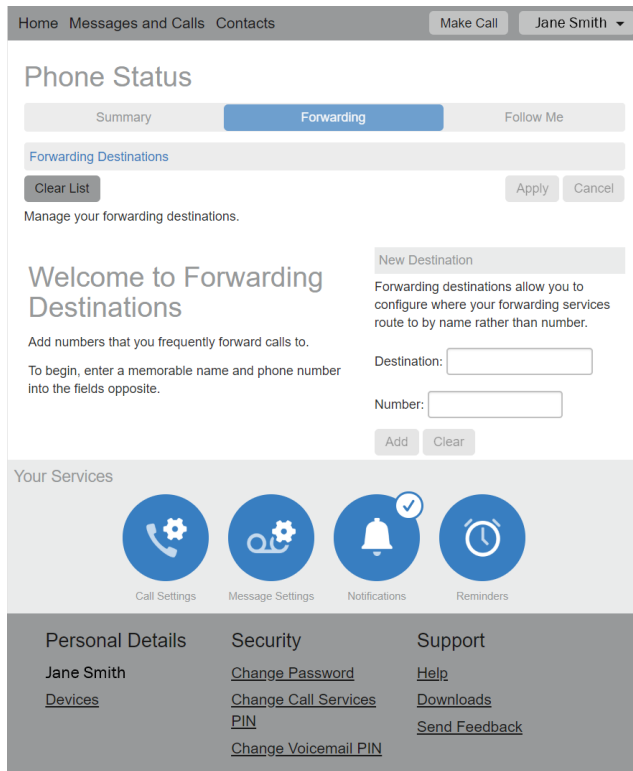 Home Messages and Calls Contacts Make Call Jane Smith
Phone Status
Summary Forwarding Follow Me
Forwarding Destinations
Clear List Apply Cancel
Manage your forwarding destinations.
Welcome to Forwarding
Destinations
Add numbers that you frequently forward calls to.
To begin, enter a memorable name and phone number
into the fields opposite.
New Destination
Forwarding destinations allow you to
configure where your forwarding services
route to by name rather than number.
Destination:
Number:
Add Clear
Your Services
Call Settings Message Settings Notifications Reminders
Personal Details
Jane Smith
Devices
Security
Change Password
Change Call Services
PIN
Change Voicemail PIN
Support
Help
Downloads
Send Feedback